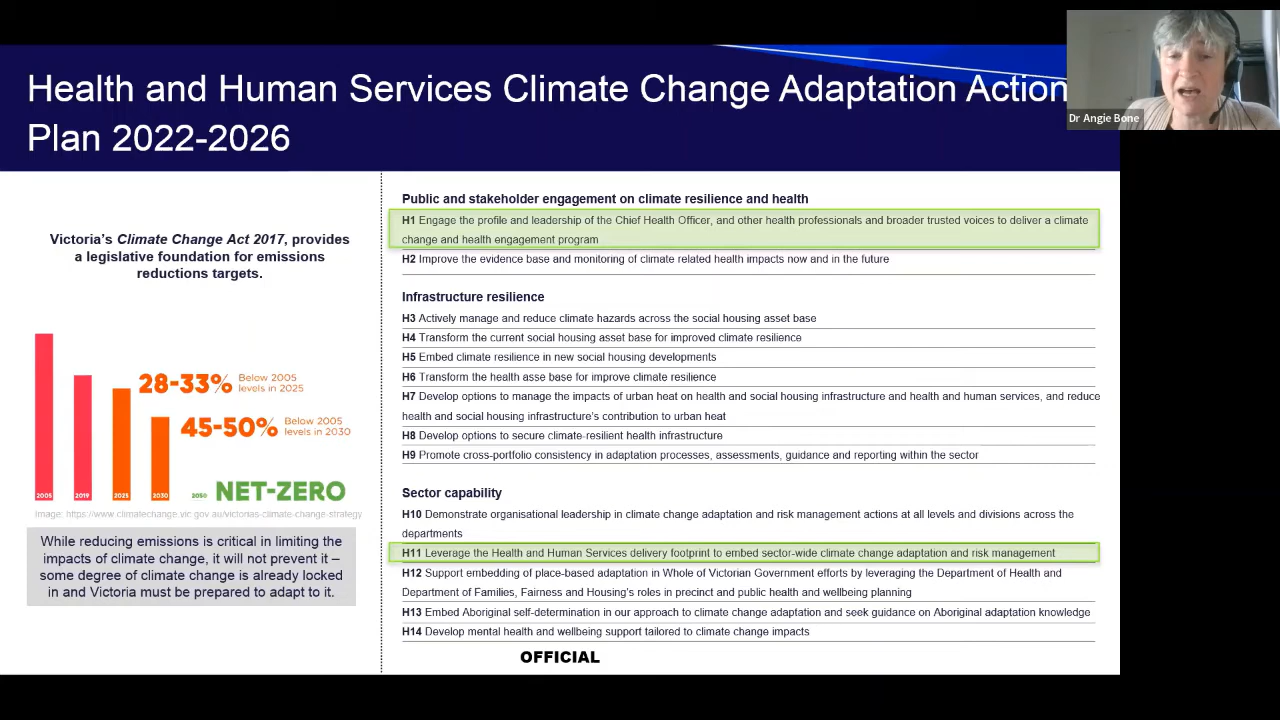 Health and Human Services Climate Change Adaptation Action
Plan 2022-2026
Dr Angie Bone
Victoria's Climate Change Act 2017, provides
a legislative foundation for emissions
reductions targets.
28-33% Below 2005
levels in 2025
45-50% Below 2005
levels in 2030
NET-ZERO
2005 2019 2025 2030 2050
Image: https://www.climatechange.vic.gov.au/victorias-climate-change-strategy
While reducing emissions is critical in limiting the
impacts of climate change, it will not prevent it –
some degree of climate change is already locked
in and Victoria must be prepared to adapt to it.
Public and stakeholder engagement on climate resilience and health
H1 Engage the profile and leadership of the Chief Health Officer, and other health professionals and broader trusted voices to deliver a climate
change and health engagement program
H2 Improve the evidence base and monitoring of climate related health impacts now and in the future
Infrastructure resilience
H3 Actively manage and reduce climate hazards across the social housing asset base
H4 Transform the current social housing asset base for improved climate resilience
H5 Embed climate resilience in new social housing developments
H6 Transform the health asse base for improve climate resilience
H7 Develop options to manage the impacts of urban heat on health and social housing infrastructure and health and human services, and reduce
health and social housing infrastructure's contribution to urban heat
H8 Develop options to secure climate-resilient health infrastructure
H9 Promote cross-portfolio consistency in adaptation processes, assessments, guidance and reporting within the sector
Sector capability
H10 Demonstrate organisational leadership in climate change adaptation and risk management actions at all levels and divisions across the
departments
H11 Leverage the Health and Human Services delivery footprint to embed sector-wide climate change adaptation and risk management
H12 Support embedding of place-based adaptation in Whole of Victorian Government efforts by leveraging the Department of Health and
Department of Families, Fairness and Housing's roles in precinct and public health and wellbeing planning
H13 Embed Aboriginal self-determination in our approach to climate change adaptation and seek guidance on Aboriginal adaptation knowledge
H14 Develop mental health and wellbeing support tailored to climate change impacts
OFFICIAL